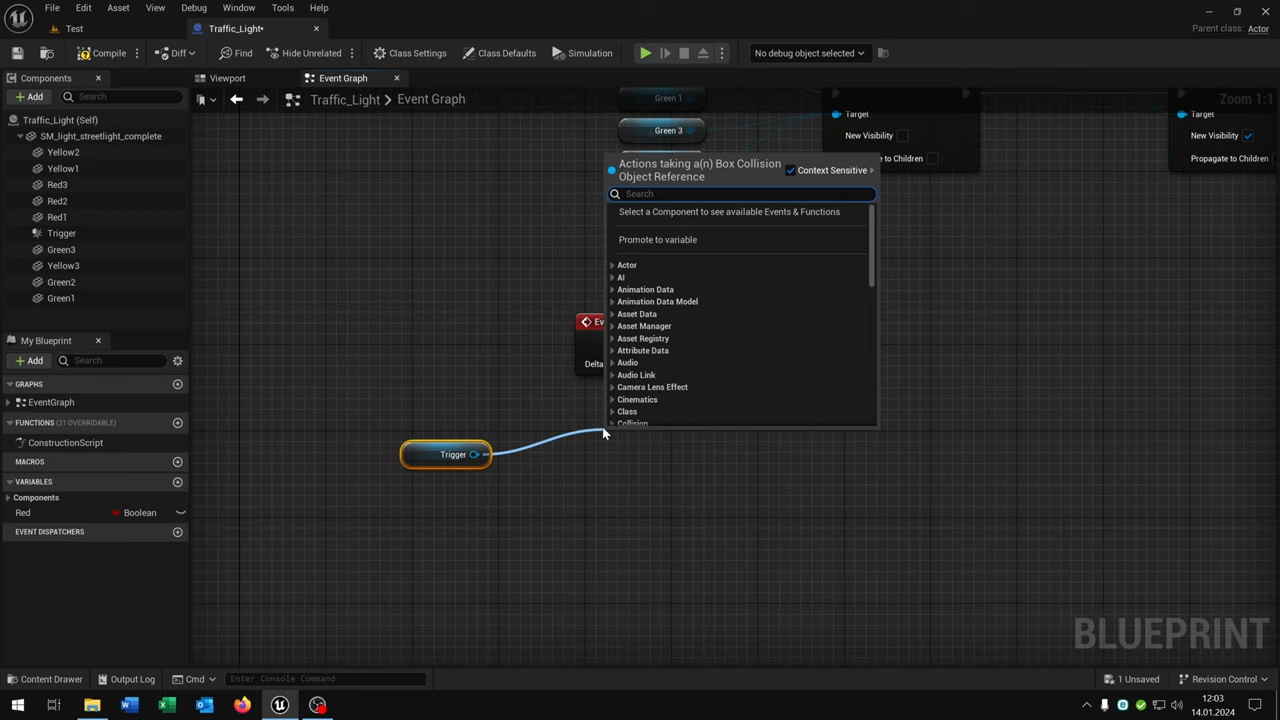 File Edit Asset View Debug Window Tools Help
Test
Traffic_Light•
Parent class: Actor
Compile Diff Find Hide Unrelated Class Settings Class Defaults Simulation No debug object selected
Components
Viewport
Event Graph
Add Search
Traffic_Light > Event Graph
Zoom 1:1
Traffic_Light (Self)
SM_light_streetlight_complete
Yellow2
Yellow1
Red3
Red2
Red1
Trigger
Green3
Yellow3
Green2
Green1
Green 1
Green 3
Target
New Visibility
e to Children
Target
New Visibility
Propagate to Children
Actions taking a(n) Box Collision
Object Reference
Context Sensitive
Search
Select a Component to see available Events & Functions
Promote to variable
Actor
AI
Animation Data
Animation Data Model
Asset Data
Asset Manager
Asset Registry
Attribute Data
Audio
Audio Link
Camera Lens Effect
Cinematics
Class
Collision
Ev
Delta
Trigger
My Blueprint
Add Search
GRAPHS
EventGraph
FUNCTIONS (21 OVERRIDABLE)
ConstructionScript
MACROS
VARIABLES
Components
Red Boolean
EVENT DISPATCHERS
BLUEPRINT
Content Drawer Output Log Cmd Enter Console Command 1 Unsaved Revision Control
12:03
14.01.2024